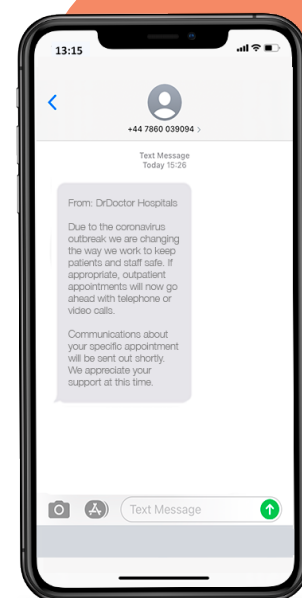 13:15
+44 7860 039094 >
Text Message
Today 15:26
From: DrDoctor Hospitals
Due to the coronavirus
outbreak we are changing
the way we work to keep
patients and staff safe. If
appropriate, outpatient
appointments will now go
ahead with telephone or
video calls.
Communications about
your specific appointment
will be sent out shortly.
We appreciate your
support at this time.
Text Message